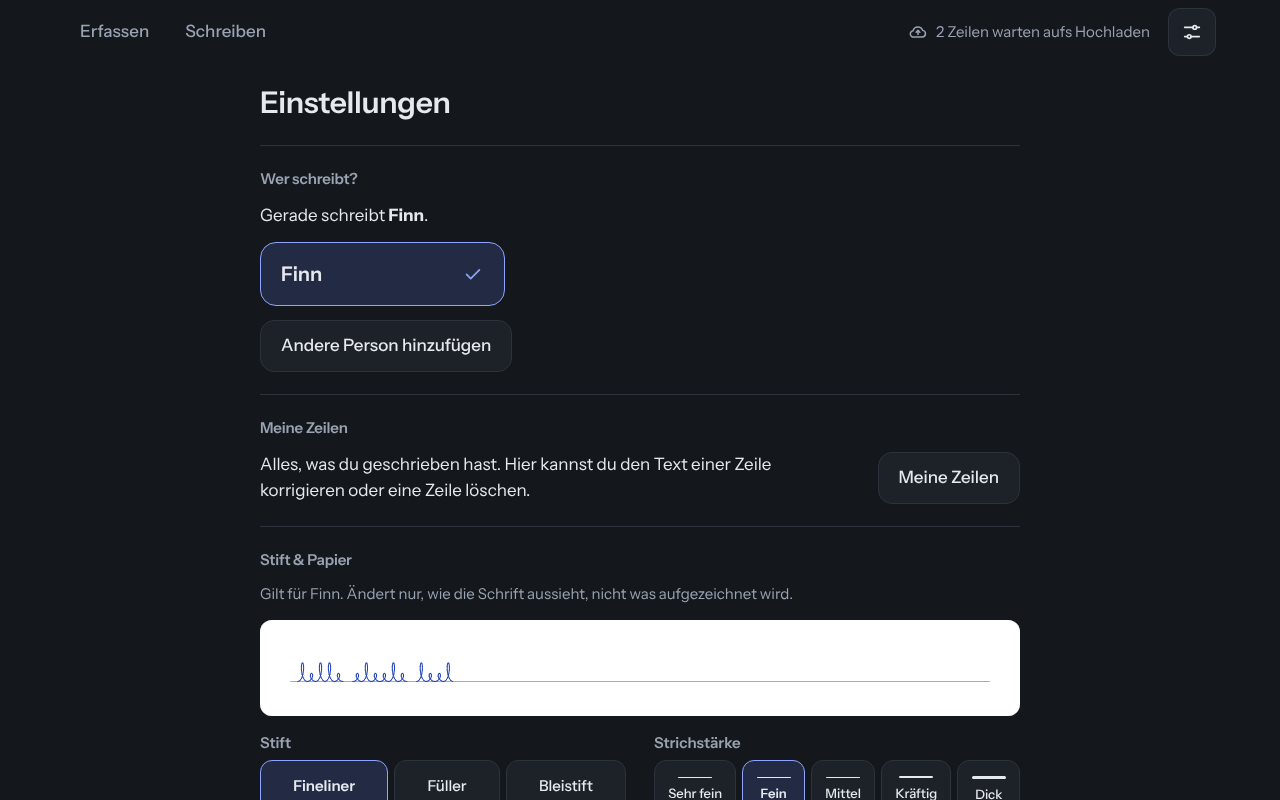 Erfassen
Schreiben
2 Zeilen warten aufs Hochladen
Einstellungen
Wer schreibt?
Gerade schreibt Finn.
Finn
Andere Person hinzufügen
Meine Zeilen
Alles, was du geschrieben hast. Hier kannst du den Text einer Zeile
korrigieren oder eine Zeile löschen.
Meine Zeilen
Stift & Papier
Gilt für Finn. Ändert nur, wie die Schrift aussieht, nicht was aufgezeichnet wird.
Stift
Strichstärke
Fineliner
Füller
Bleistift
Sehr fein
Fein
Mittel
Kräftig
Dick